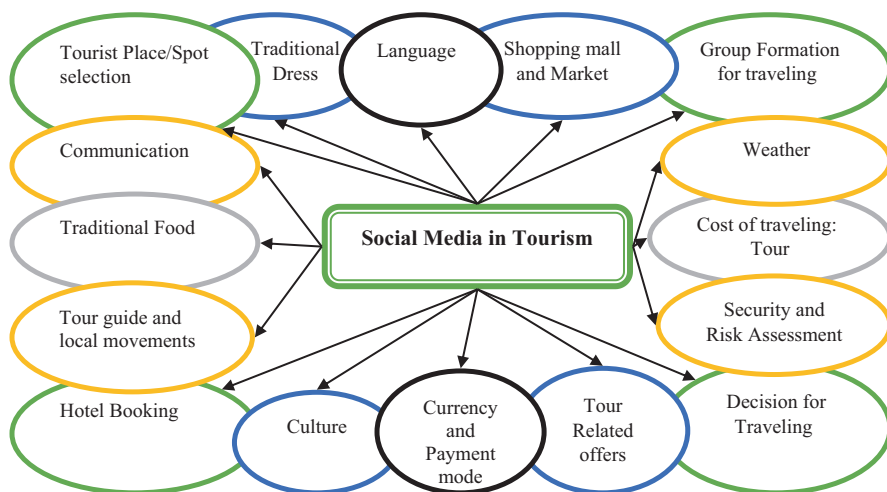 Tourist Place/Spot
selection
Traditional
Dress
Language
Shopping mall
and Market
Group Formation
for traveling
Communication
Weather
Traditional Food
Social Media in Tourism
Cost of traveling:
Tour
Tour guide and
local movements
Security and
Risk Assessment
Hotel Booking
Culture
Currency
and
Payment
mode
Tour
Related
offers
Decision for
Traveling